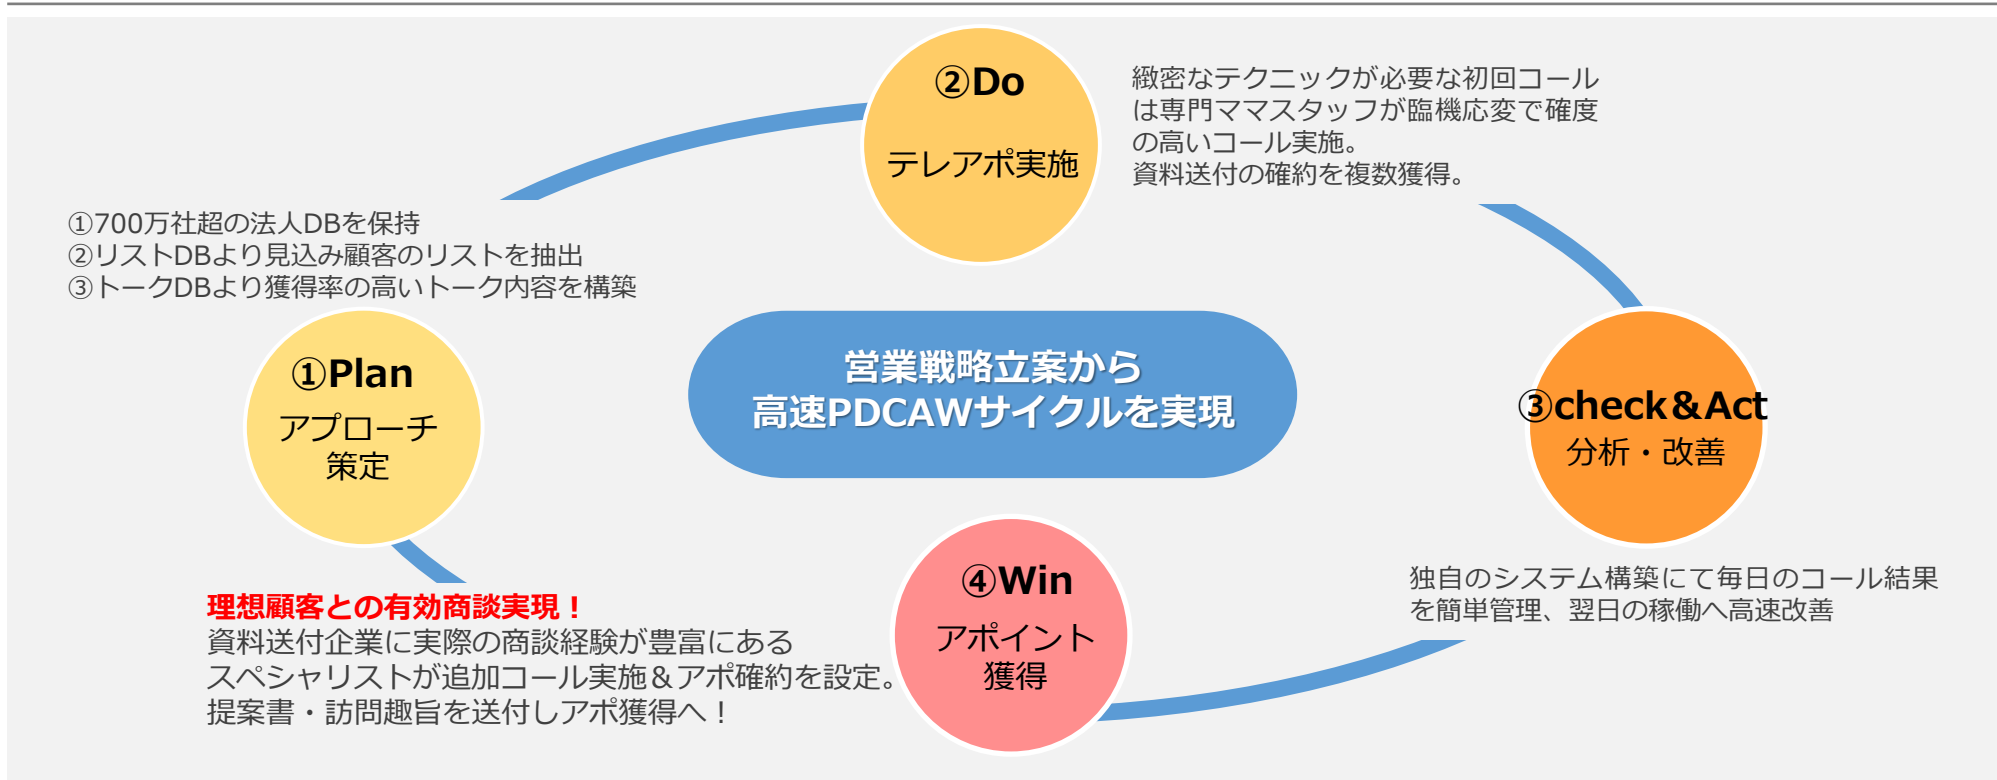 ②Do
テレアポ実施
緻密なテクニックが必要な初回コール
は専門ママスタッフが臨機応変で確度
の高いコール実施。
資料送付の確約を複数獲得。
①700万社超の法人DBを保持
②リストDBより見込み顧客のリストを抽出
③トークDBより獲得率の高いトーク内容を構築
①Plan
アプローチ
策定
営業戦略立案から
高速PDCAWサイクルを実現
③check&Act
分析・改善
独自のシステム構築にて毎日のコール結果
を簡単管理、翌日の稼働へ高速改善
④Win
アポイント
獲得
理想顧客との有効商談実現！
資料送付企業に実際の商談経験が豊富にある
スペシャリストが追加コール実施＆アポ確約を設定。
提案書・訪問趣旨を送付しアポ獲得へ！